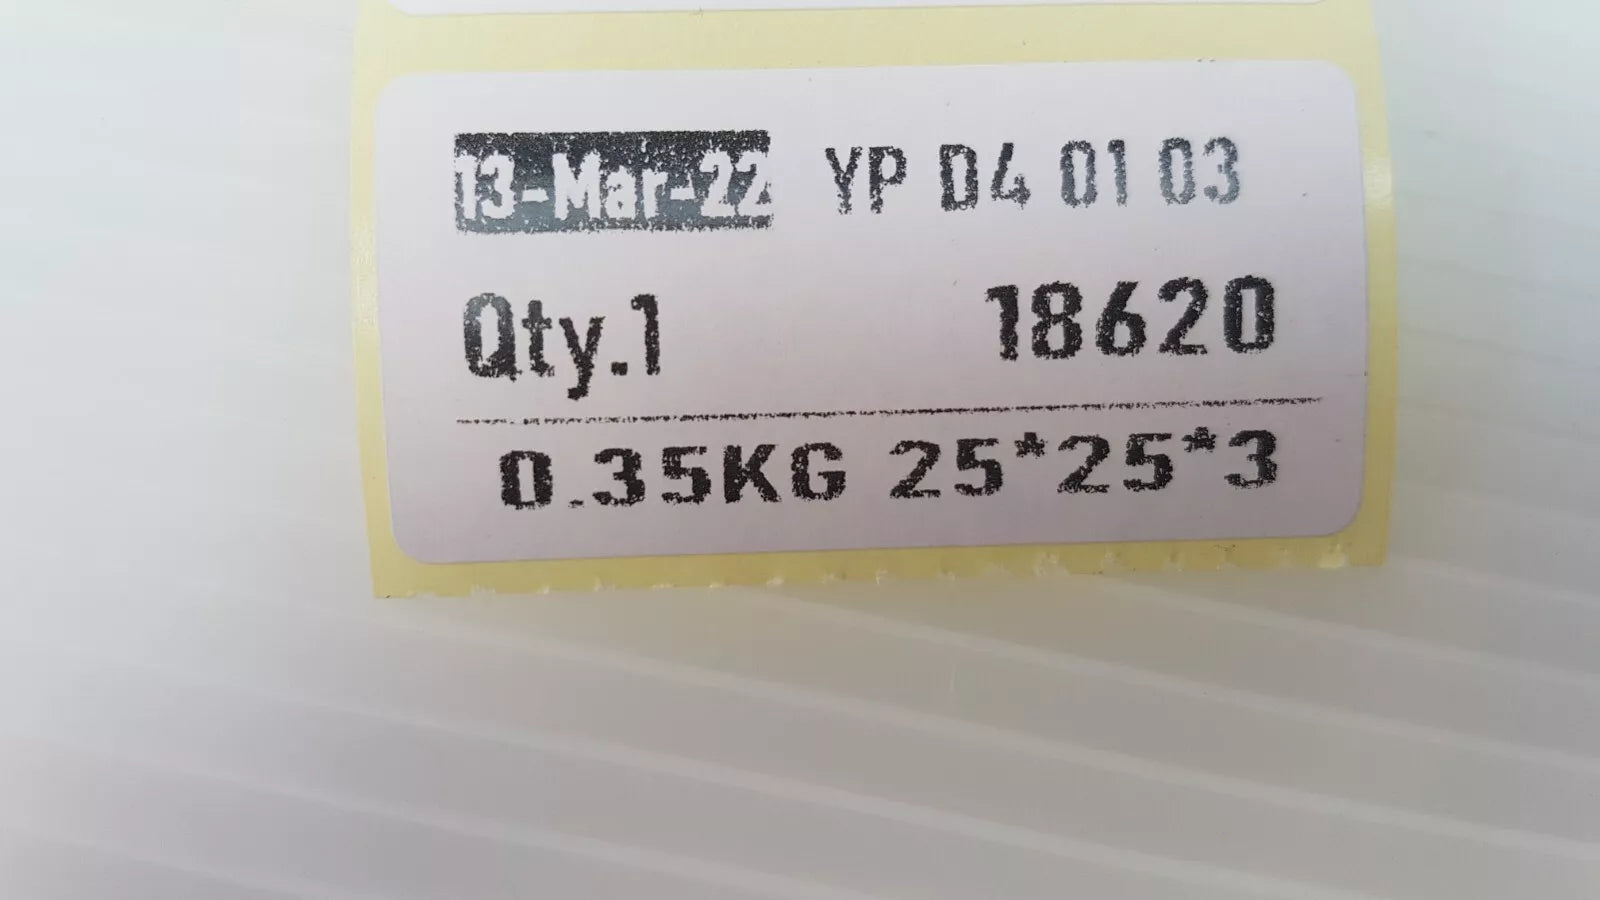 13-Mar-22 YP D4 01 03
Qty.1 18620
0.35KG 25*25*3